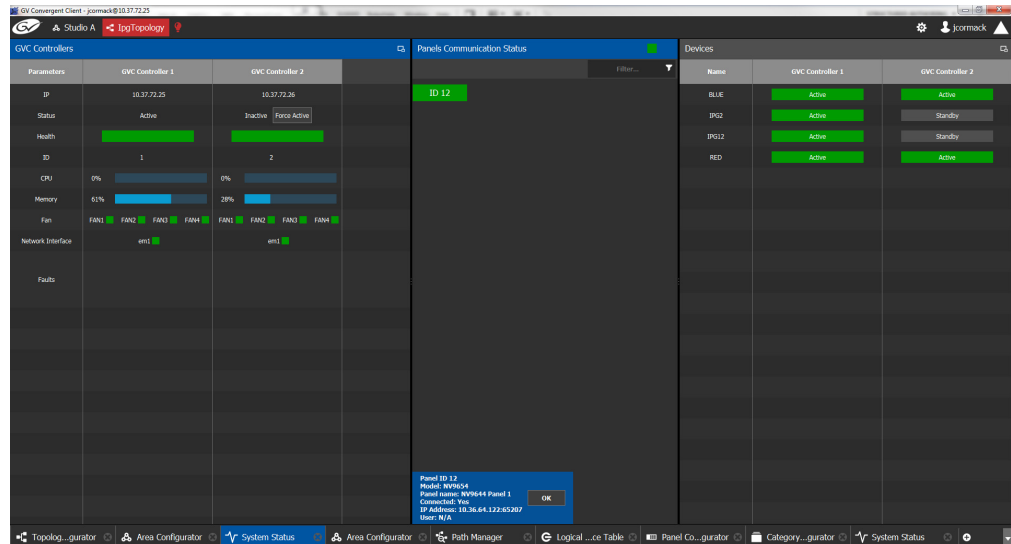 GV Convergent Client - jcormack@10.37.72.25
GV Studio A IpgTopology jcormack
GVC Controllers
Parameters GVC Controller 1 GVC Controller 2
IP 10.37.72.25 10.37.72.26
Status Active Inactive Force Active
Health
ID 1 2
CPU 0% 0%
Memory 61% 28%
Fan FAN1 FAN2 FAN3 FAN4 FAN1 FAN2 FAN3 FAN4
Network Interface em1 em1
Faults
Panels Communication Status
Filter...
ID 12
Panel ID 12
Model: NV9654
Panel name: NV9644 Panel 1
Connected: Yes
IP Address: 10.36.64.122:65207
User: N/A
OK
Devices
Name GVC Controller 1 GVC Controller 2
BLUE Active Active
IPG2 Active Standby
IPG12 Active Standby
RED Active Active
Topolog...gurator Area Configurator System Status Area Configurator Path Manager Logical ...ce Table Panel Co...gurator Category...gurator System Status